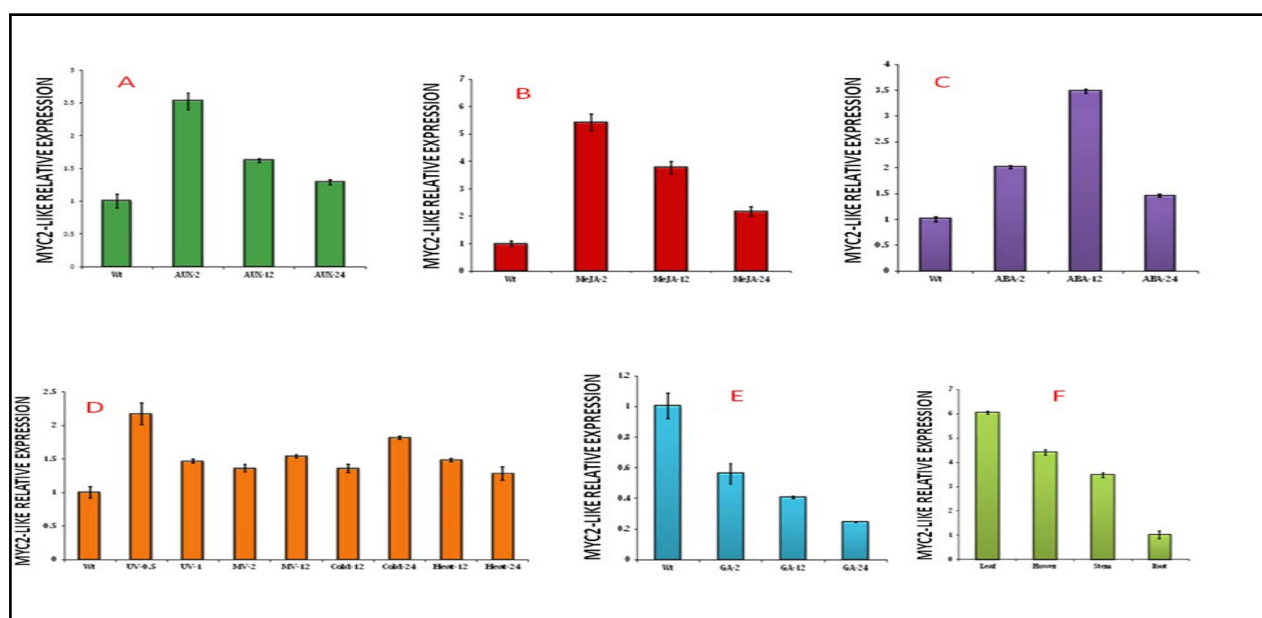 A
MYC2-LIKE RELATIVE EXPRESSION
3
2.5
2
1.5
1
0.5
0
Wt AUX-2 AUX-12 AUX-24
B
MYC2-LIKE RELATIVE EXPRESSION
7
6
5
4
3
2
1
0
Wt MeJA-2 MeJA-12 MeJA-24
C
MYC2-LIKE RELATIVE EXPRESSION
4
3.5
3
2.5
2
1.5
1
0.5
0
Wt ABA-2 ABA-12 ABA-24
D
MYC2-LIKE RELATIVE EXPRESSION
2.5
2
1.5
1
0.5
0
Wt UV-0.5 UV-1 MV-2 MV-12 Cold-12 Cold-24 Heat-12 Heat-24
E
MYC2-LIKE RELATIVE EXPRESSION
1.2
1
0.8
0.6
0.4
0.2
0
Wt GA-2 GA-12 GA-24
F
MYC2-LIKE RELATIVE EXPRESSION
7
6
5
4
3
2
1
0
Leaf Flower Stem Root